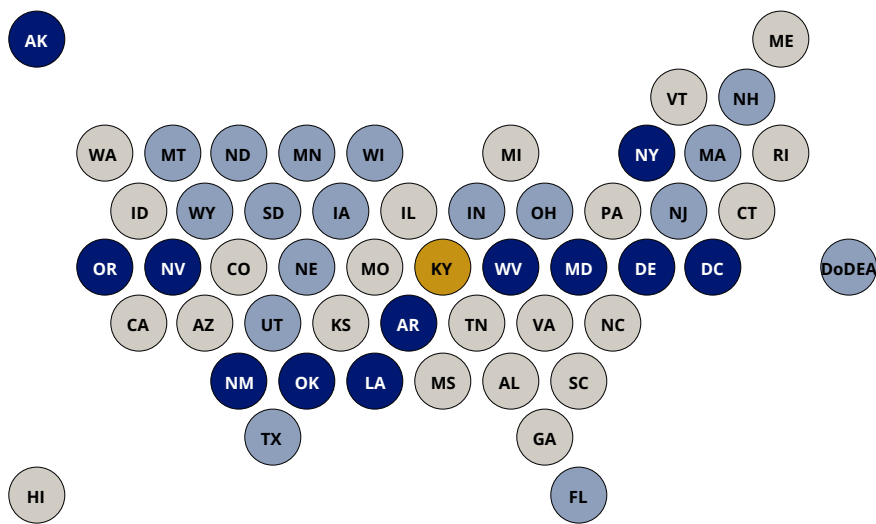 AK ME
VT NH
WA MT ND MN WI MI NY MA RI
ID WY SD IA IL IN OH PA NJ CT
OR NV CO NE MO KY WV MD DE DC DoDEA
CA AZ UT KS AR TN VA NC
NM OK LA MS AL SC
TX GA
HI FL